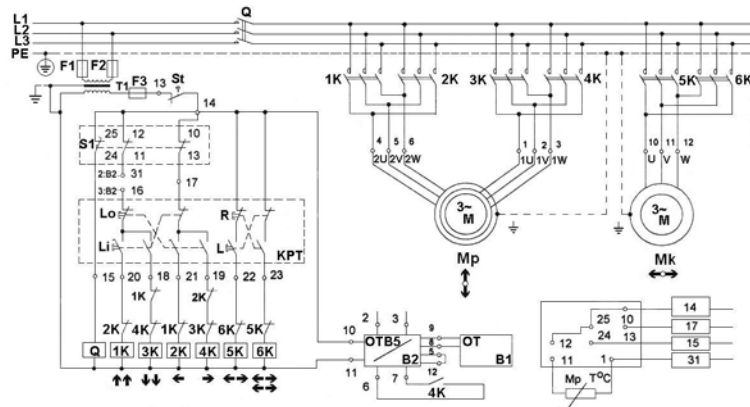 L1 Q
L2
L3
PE
F1 F2 T1 F3 13 St
14
1K 2K 3K 4K 5K 6K
S1 25 12 10
24 11 13
2:B2 31
3:B2 16 17
4 5 6 2 1 3 10 11 12
2U 2V 2W 1U 1V 1W U V W
Lo R
Li L KPT
3~ M 3~ M
Mp Mk
15 20 18 21 19 22 23
1K 2K
2K 4K 1K 3K 6K 5K
Q 1K 3K 2K 4K 5K 6K
2 3
10 OTB5 9 OT
8
5
11 B2 B1
6 7 12
4K
25 10 14
24 13 17
12 15
11 1 31
Mp T°C